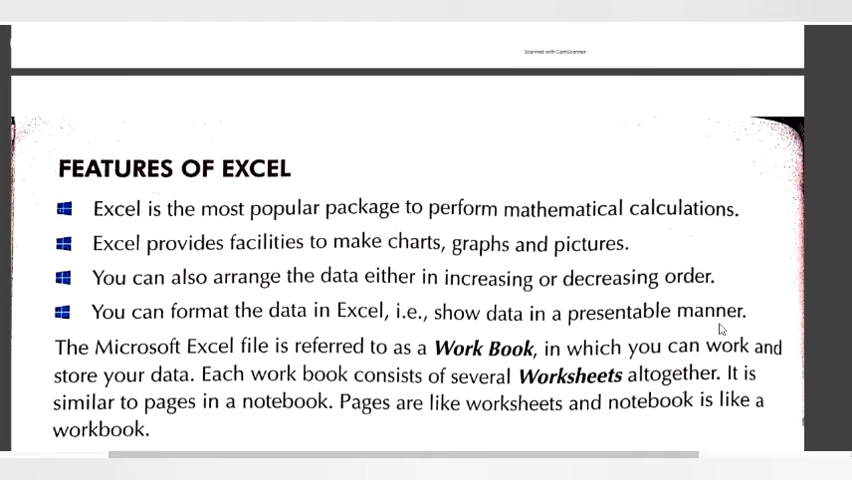 Scanned with CamScanner
FEATURES OF EXCEL
Excel is the most popular package to perform mathematical calculations.
Excel provides facilities to make charts, graphs and pictures.
You can also arrange the data either in increasing or decreasing order.
You can format the data in Excel, i.e., show data in a presentable manner.
The Microsoft Excel file is referred to as a Work Book, in which you can work and
store your data. Each work book consists of several Worksheets altogether. It is
similar to pages in a notebook. Pages are like worksheets and notebook is like a
workbook.